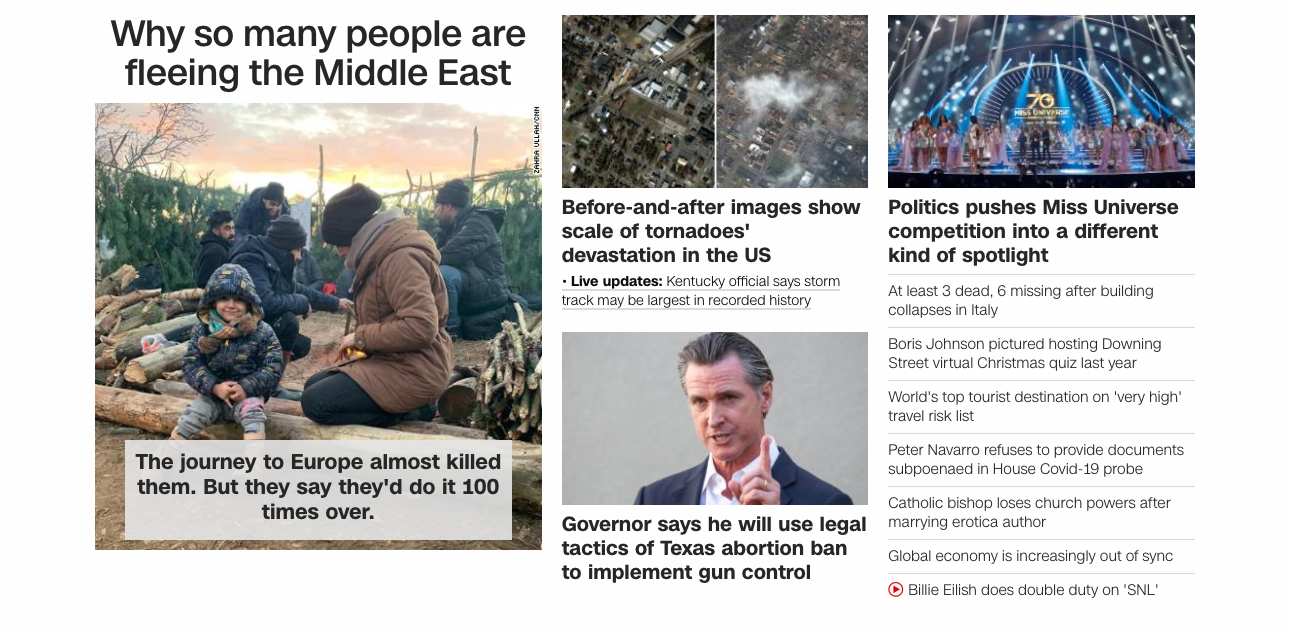 Why so many people are
fleeing the Middle East
ZAHRA ULLAH/CNN
The journey to Europe almost killed
them. But they say they'd do it 100
times over.
MAXAR
Before-and-after images show
scale of tornadoes'
devastation in the US
• Live updates: Kentucky official says storm
track may be largest in recorded history
Governor says he will use legal
tactics of Texas abortion ban
to implement gun control
70
MISS UNIVERSE
Politics pushes Miss Universe
competition into a different
kind of spotlight
At least 3 dead, 6 missing after building
collapses in Italy
Boris Johnson pictured hosting Downing
Street virtual Christmas quiz last year
World's top tourist destination on 'very high'
travel risk list
Peter Navarro refuses to provide documents
subpoenaed in House Covid-19 probe
Catholic bishop loses church powers after
marrying erotica author
Global economy is increasingly out of sync
Billie Eilish does double duty on 'SNL'